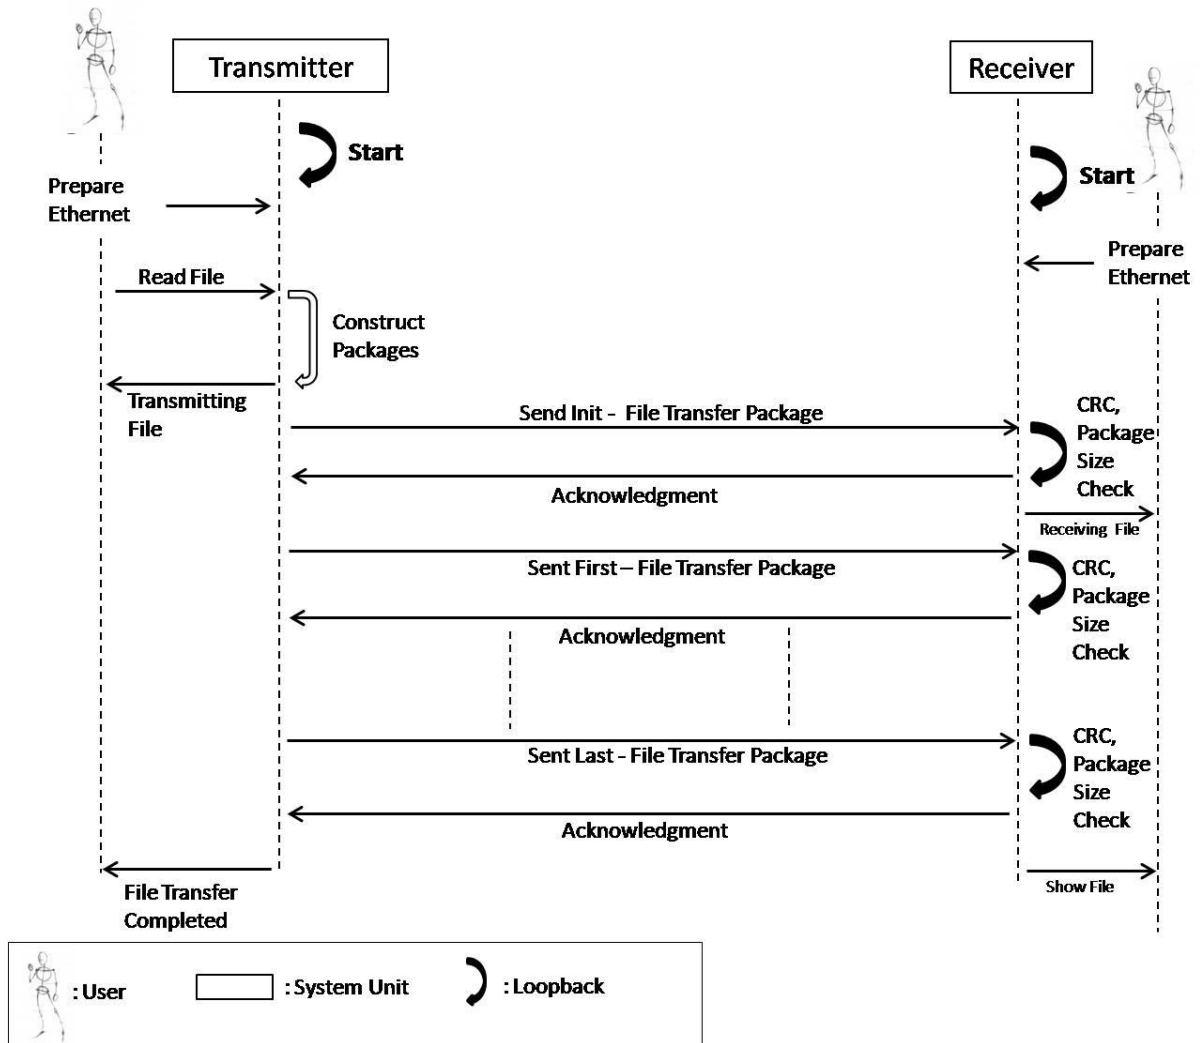 Transmitter
Receiver
Start
Start
Prepare
Ethernet
Prepare
Ethernet
Read File
Construct
Packages
Transmitting
File
Send Init - File Transfer Package
CRC,
Package
Size
Check
Acknowledgment
Receiving File
Sent First – File Transfer Package
CRC,
Package
Size
Check
Acknowledgment
Sent Last - File Transfer Package
CRC,
Package
Size
Check
Acknowledgment
File Transfer
Completed
Show File
: User
: System Unit
: Loopback